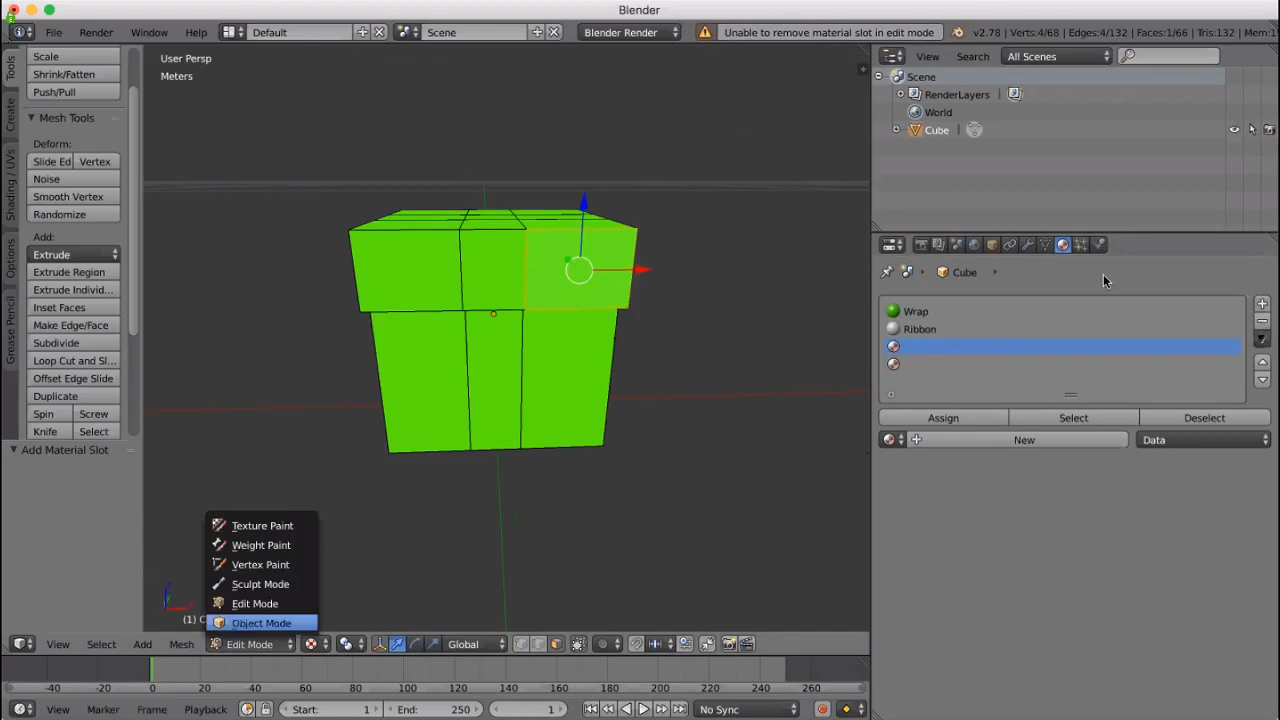 Blender
File Render Window Help Default Scene Blender Render Unable to remove material slot in edit mode v2.78 | Verts:4/68 | Edges:4/132 | Faces:1/66 | Tris:132 |
View Search All Scenes
Tools
Create
Shading / UVs
Options
Grease Pencil
Scale
Shrink/Fatten
Push/Pull
Mesh Tools
Deform:
Slide Ed Vertex
Noise
Smooth Vertex
Randomize
Add:
Extrude
Extrude Region
Extrude Individ...
Inset Faces
Make Edge/Face
Subdivide
Loop Cut and Sl...
Offset Edge Slide
Duplicate
Spin Screw
Knife Select
Add Material Slot
User Persp
Meters
Scene
RenderLayers
World
Cube
Cube
Wrap
Ribbon
Assign Select Deselect
New Data
Texture Paint
Weight Paint
Vertex Paint
Sculpt Mode
Edit Mode
Object Mode
(1) C
View Select Add Mesh Edit Mode Global
-40 -20 0 20 40 60 80 100 120 140 160 180 200 220 240 260
View Marker Frame Playback Start: 1 End: 250 1 No Sync